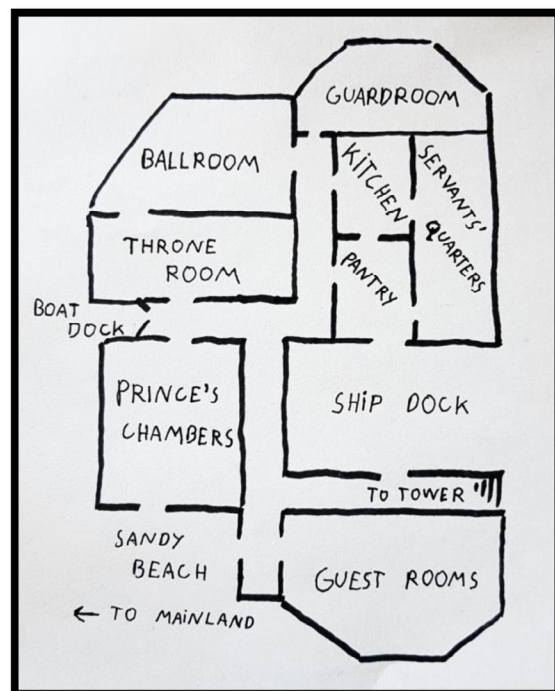 GUARDROOM
BALLROOM
KITCHEN
SERVANTS'
QUARTERS
THRONE
ROOM
PANTRY
BOAT
DOCK
PRINCE'S
CHAMBERS
SHIP DOCK
TO TOWER
SANDY
BEACH
GUEST ROOMS
← TO MAINLAND